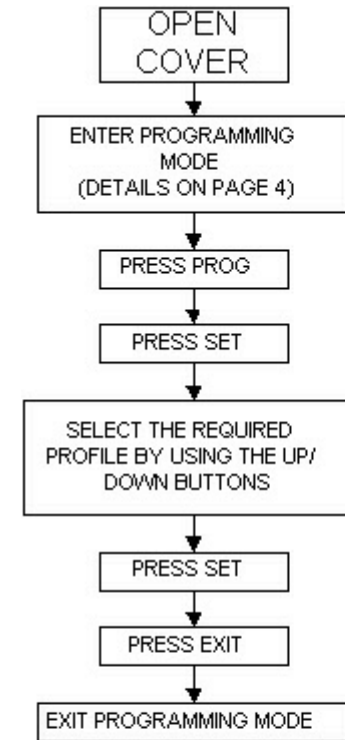 OPEN
COVER
ENTER PROGRAMMING
MODE
(DETAILS ON PAGE 4)
PRESS PROG
PRESS SET
SELECT THE REQUIRED
PROFILE BY USING THE UP/
DOWN BUTTONS
PRESS SET
PRESS EXIT
EXIT PROGRAMMING MODE